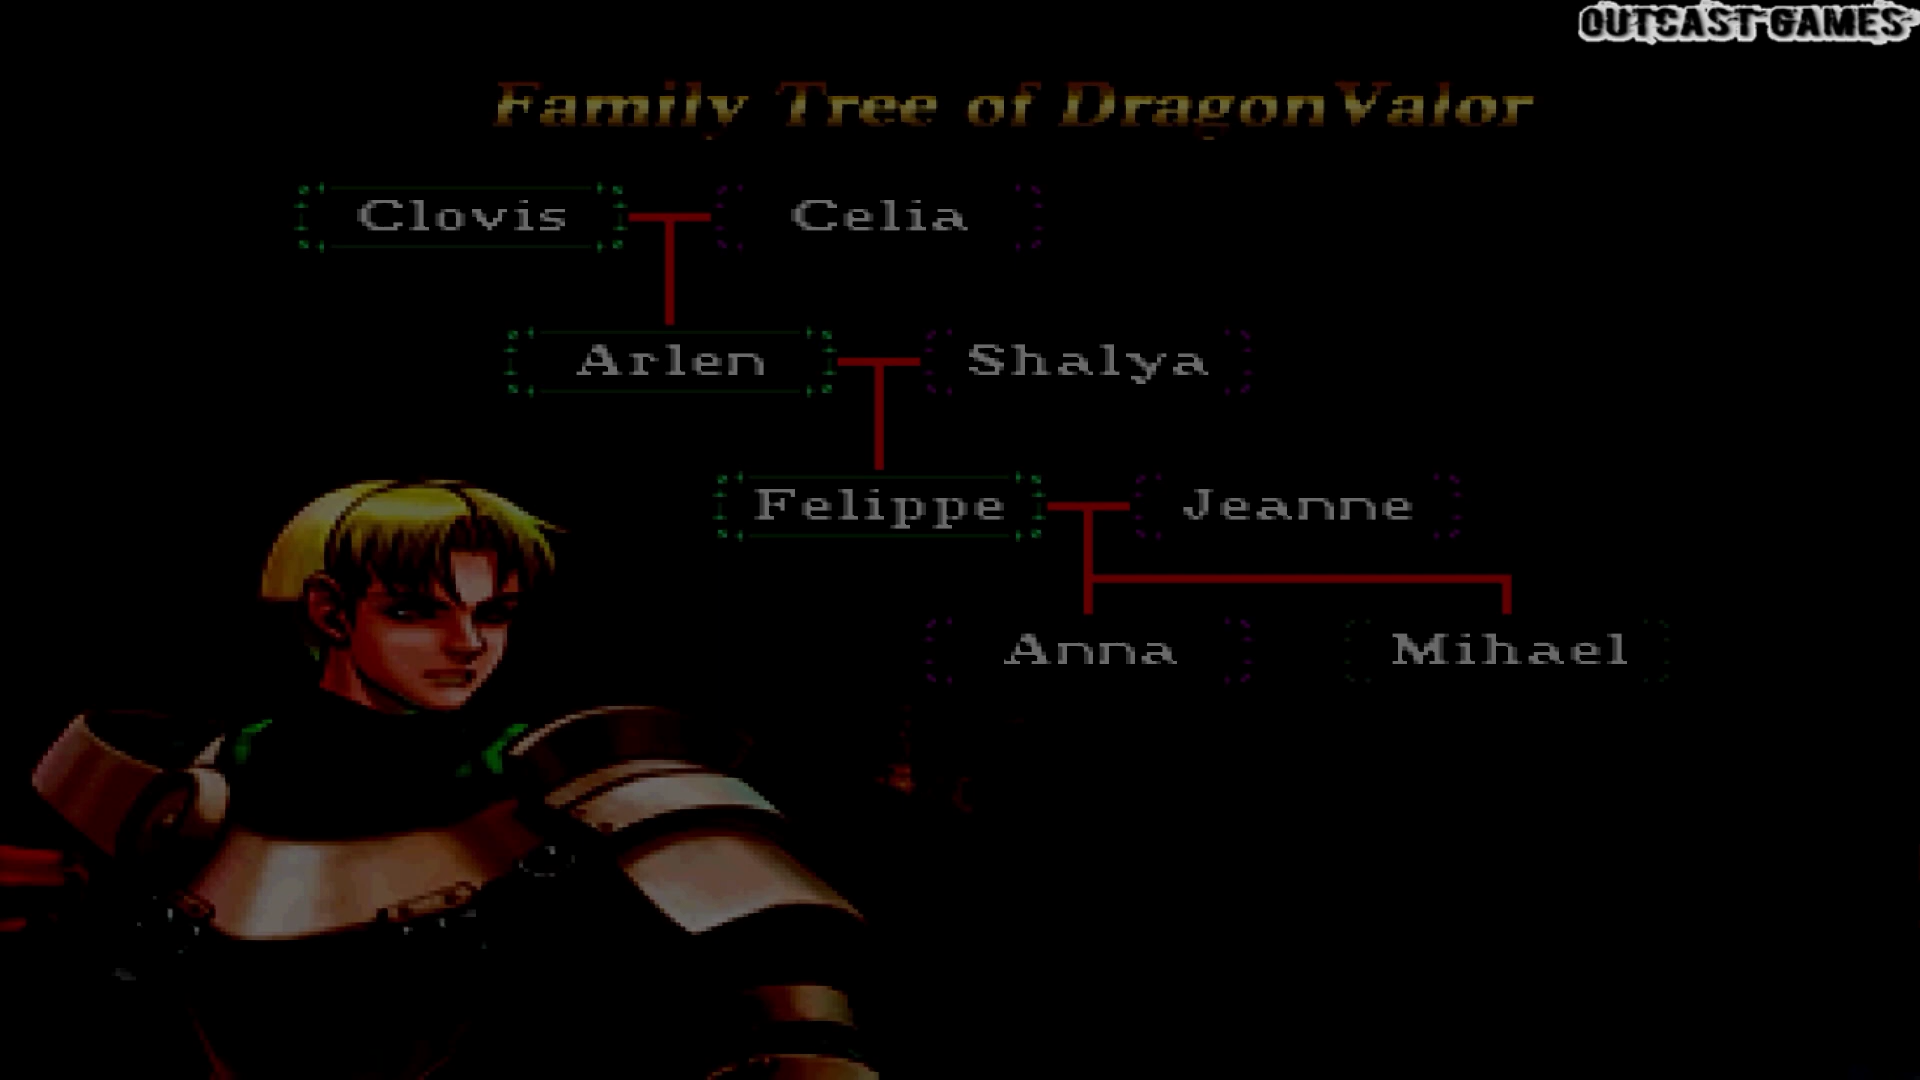 OUTCAST GAMES
Family Tree of DragonValor
Clovis Celia
Arlen Shalya
Felippe Jeanne
Anna Mihael